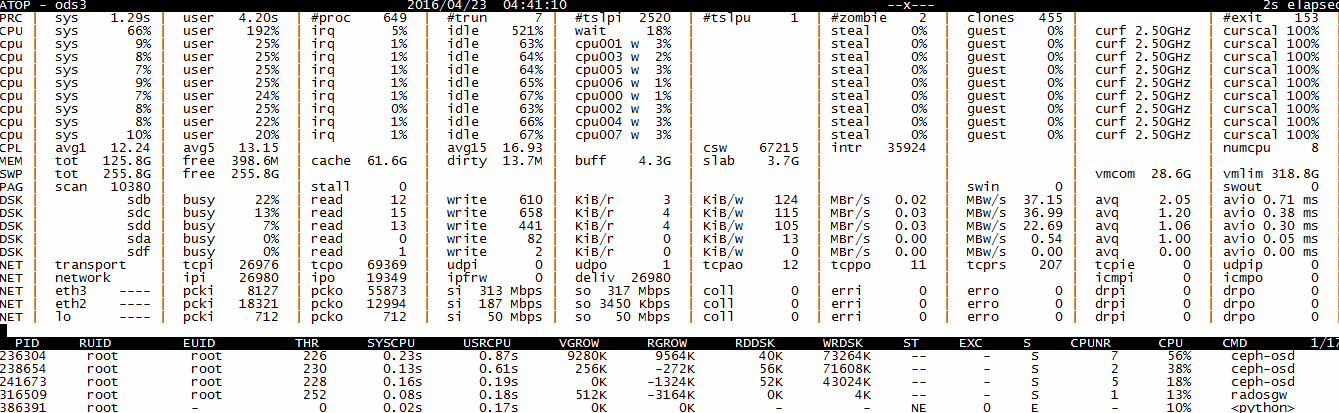 ATOP - ods3 2016/04/23 04:41:10 --x--- 2s elapsed
PRC | sys 1.29s | user 4.20s | #proc 649 | #trun 7 | #tslpi 2520 | #tslpu 1 | #zombie 2 | clones 455 | | #exit 153
CPU | sys 66% | user 192% | irq 5% | idle 521% | wait 18% | | steal 0% | guest 0% | curf 2.50GHz | curscal 100%
cpu | sys 9% | user 25% | irq 1% | idle 63% | cpu001 w 3% | | steal 0% | guest 0% | curf 2.50GHz | curscal 100%
cpu | sys 8% | user 25% | irq 1% | idle 64% | cpu003 w 2% | | steal 0% | guest 0% | curf 2.50GHz | curscal 100%
cpu | sys 7% | user 25% | irq 1% | idle 64% | cpu005 w 3% | | steal 0% | guest 0% | curf 2.50GHz | curscal 100%
cpu | sys 9% | user 25% | irq 1% | idle 65% | cpu006 w 1% | | steal 0% | guest 0% | curf 2.50GHz | curscal 100%
cpu | sys 7% | user 24% | irq 1% | idle 67% | cpu000 w 1% | | steal 0% | guest 0% | curf 2.50GHz | curscal 100%
cpu | sys 8% | user 25% | irq 0% | idle 63% | cpu002 w 3% | | steal 0% | guest 0% | curf 2.50GHz | curscal 100%
cpu | sys 8% | user 22% | irq 1% | idle 66% | cpu004 w 3% | | steal 0% | guest 0% | curf 2.50GHz | curscal 100%
cpu | sys 10% | user 20% | irq 1% | idle 67% | cpu007 w 3% | | steal 0% | guest 0% | curf 2.50GHz | curscal 100%
CPL | avg1 12.24 | avg5 13.15 | | avg15 16.93 | | csw 67215 | intr 35924 | | | numcpu 8
MEM | tot 125.8G | free 398.6M | cache 61.6G | dirty 13.7M | buff 4.3G | slab 3.7G | | | |
SWP | tot 255.8G | free 255.8G | | | | | | | vmcom 28.6G | vmlim 318.8G
PAG | scan 10380 | | stall 0 | | | | | swin 0 | | swout 0
DSK | sdb | busy 22% | read 12 | write 610 | KiB/r 3 | KiB/w 124 | MBr/s 0.02 | MBw/s 37.15 | avq 2.05 | avio 0.71 ms
DSK | sdc | busy 13% | read 15 | write 658 | KiB/r 4 | KiB/w 115 | MBr/s 0.03 | MBw/s 36.99 | avq 1.20 | avio 0.38 ms
DSK | sdd | busy 7% | read 13 | write 441 | KiB/r 4 | KiB/w 105 | MBr/s 0.03 | MBw/s 22.69 | avq 1.06 | avio 0.30 ms
DSK | sda | busy 0% | read 0 | write 82 | KiB/r 0 | KiB/w 13 | MBr/s 0.00 | MBw/s 0.54 | avq 1.00 | avio 0.05 ms
DSK | sdf | busy 0% | read 1 | write 2 | KiB/r 0 | KiB/w 0 | MBr/s 0.00 | MBw/s 0.00 | avq 0.00 | avio 0.00 ms
NET | transport | tcpi 26976 | tcpo 69369 | udpi 0 | udpo 1 | tcpao 12 | tcppo 11 | tcprs 207 | tcpie 0 | udpip 0
NET | network | ipi 26980 | ipo 19349 | ipfrw 0 | deliv 26980 | | | | icmpi 0 | icmpo 0
NET | eth3 ---- | pcki 8127 | pcko 55873 | si 313 Mbps | so 317 Mbps | coll 0 | erri 0 | erro 0 | drpi 0 | drpo 0
NET | eth2 ---- | pcki 18321 | pcko 12994 | si 187 Mbps | so 3450 Kbps | coll 0 | erri 0 | erro 0 | drpi 0 | drpo 0
NET | lo ---- | pcki 712 | pcko 712 | si 50 Mbps | so 50 Mbps | coll 0 | erri 0 | erro 0 | drpi 0 | drpo 0
PID RUID EUID THR SYSCPU USRCPU VGROW RGROW RDDSK WRDSK ST EXC S CPUNR CPU CMD 1/17
236304 root root 226 0.23s 0.87s 9280K 9564K 40K 73264K -- - S 7 56% ceph-osd
238654 root root 230 0.13s 0.61s 256K -272K 56K 71608K -- - S 2 38% ceph-osd
241673 root root 228 0.16s 0.19s 0K -1324K 52K 43024K -- - S 5 18% ceph-osd
316509 root root 252 0.08s 0.18s 512K -3164K 0K 4K -- - S 1 13% radosgw
386391 root - 0 0.02s 0.17s 0K 0K - - NE 0 E - 10% <python>